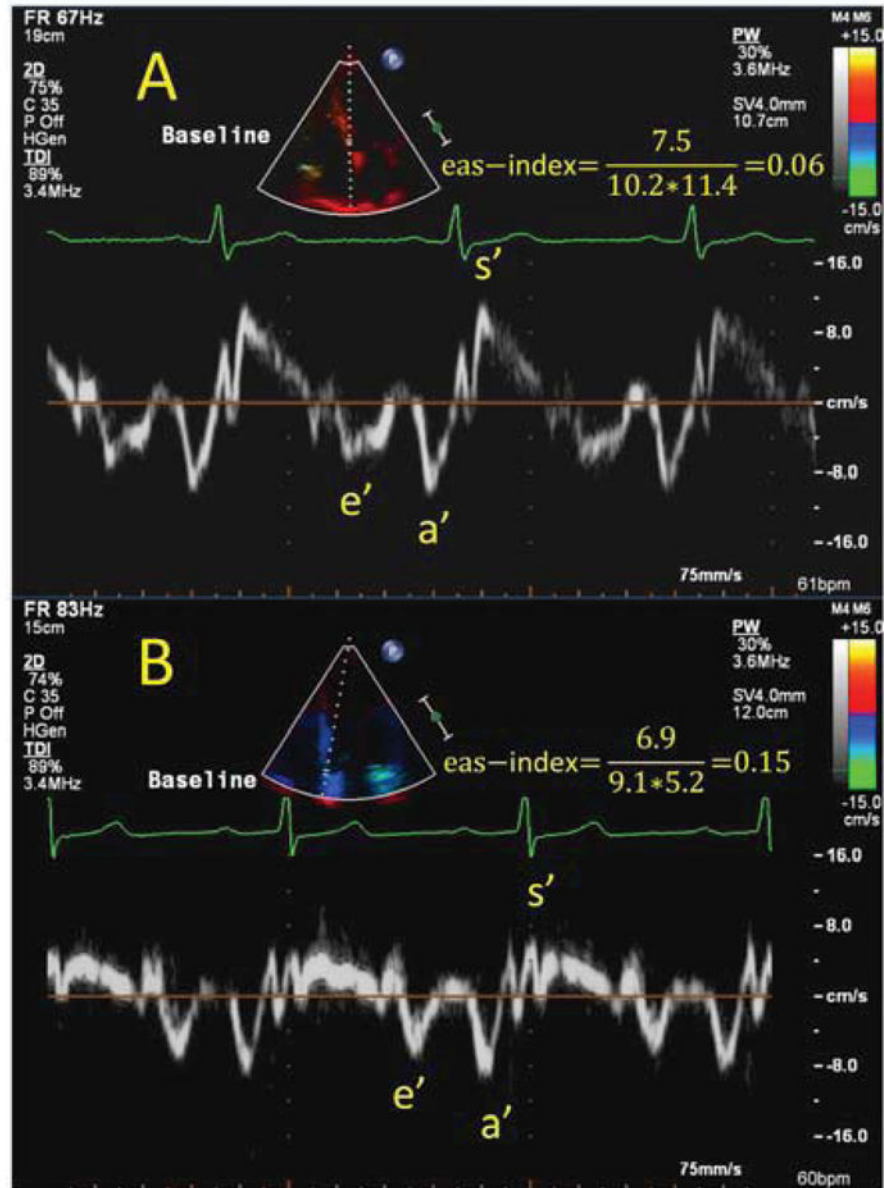 FR 67Hz
19cm
2D
75%
C 35
P Off
HGen
TDI
89%
3.4MHz
A
Baseline
PW
30%
3.6MHz
SV4.0mm
10.7cm
M4 M6
+15.0
-15.0
cm/s
eas-index= 7.5 / 10.2*11.4 =0.06
s’
16.0
8.0
cm/s
-8.0
-16.0
e’
a’
75mm/s
61bpm
FR 83Hz
15cm
2D
74%
C 35
P Off
HGen
TDI
89%
3.4MHz
B
Baseline
PW
30%
3.6MHz
SV4.0mm
12.0cm
M4 M6
+15.0
-15.0
cm/s
eas-index= 6.9 / 9.1*5.2 =0.15
s’
16.0
8.0
cm/s
-8.0
-16.0
e’
a’
75mm/s
60bpm